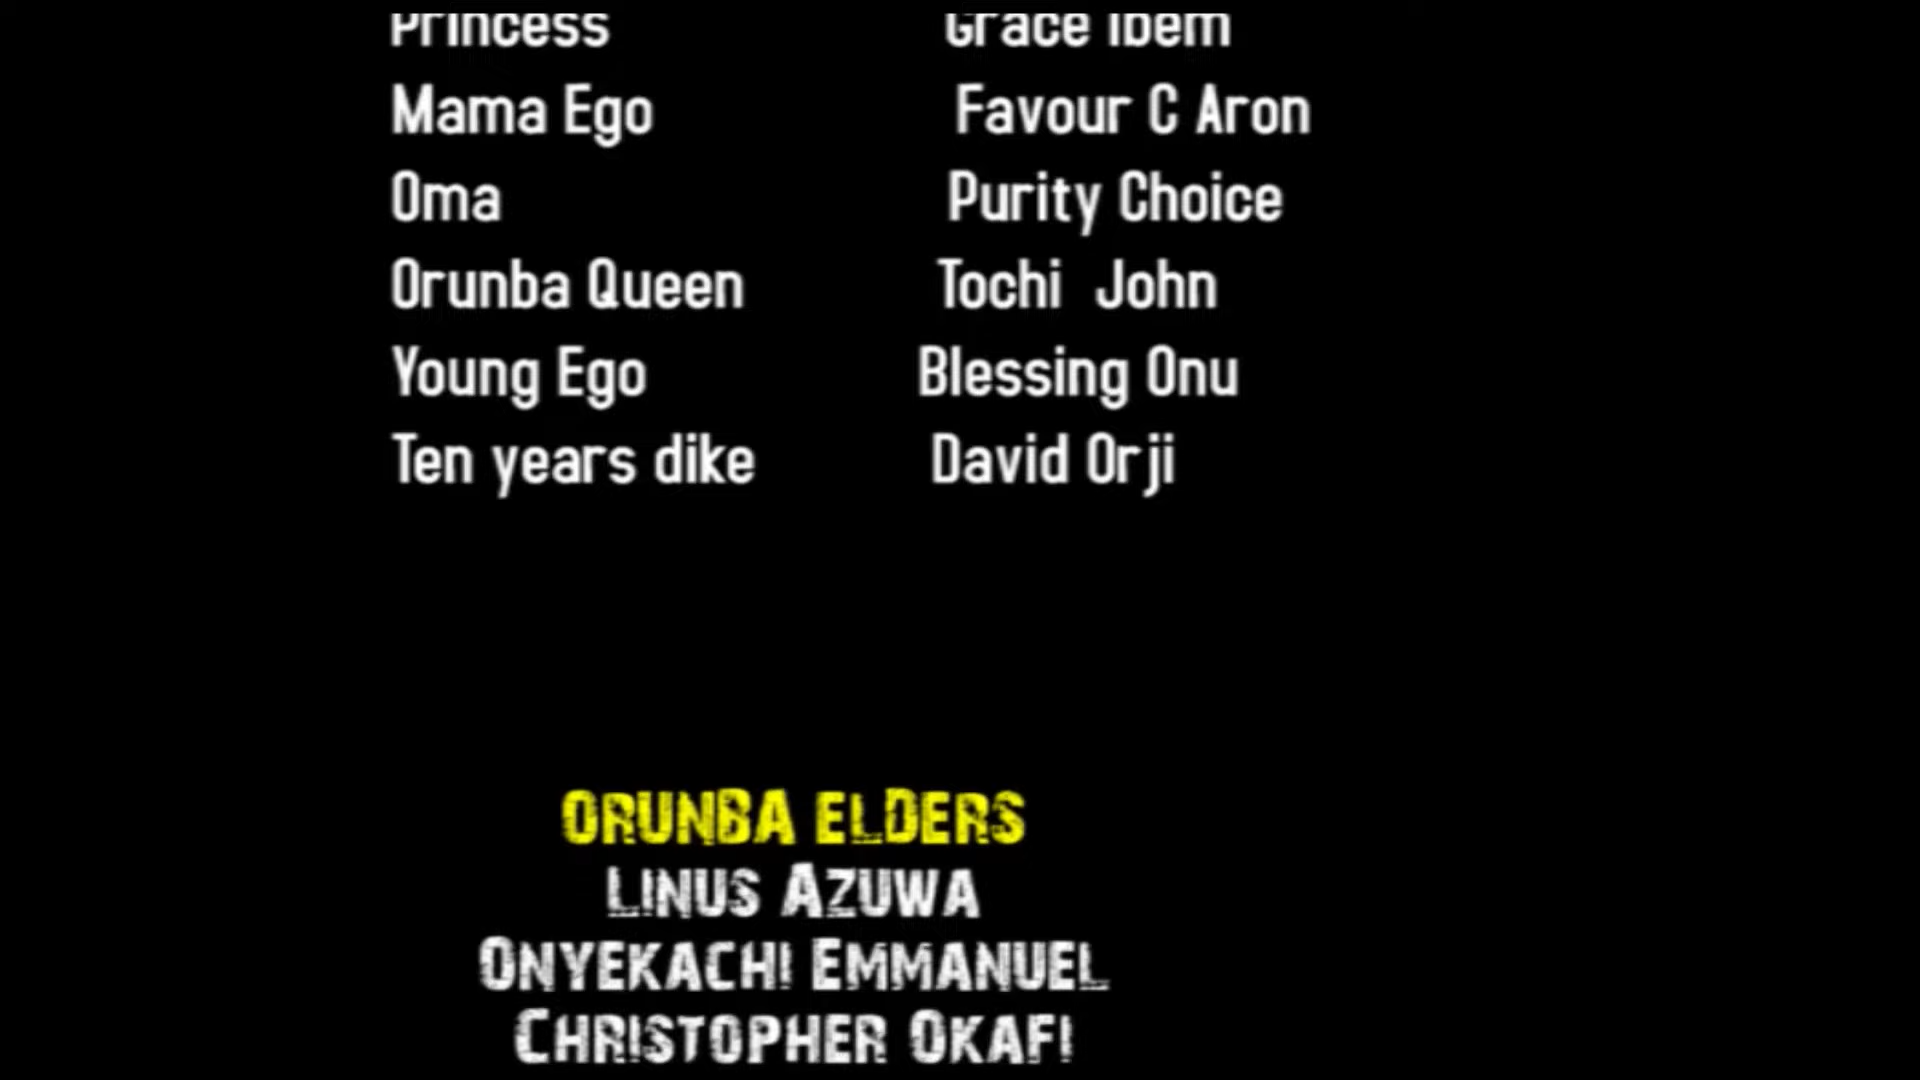 Princess Grace Ibem
Mama Ego Favour C Aron
Oma Purity Choice
Orunba Queen Tochi John
Young Ego Blessing Onu
Ten years dike David Orji
ORUNBA ELDERS
LINUS AZUWA
ONYEKACHI EMMANUEL
CHRISTOPHER OKAFI